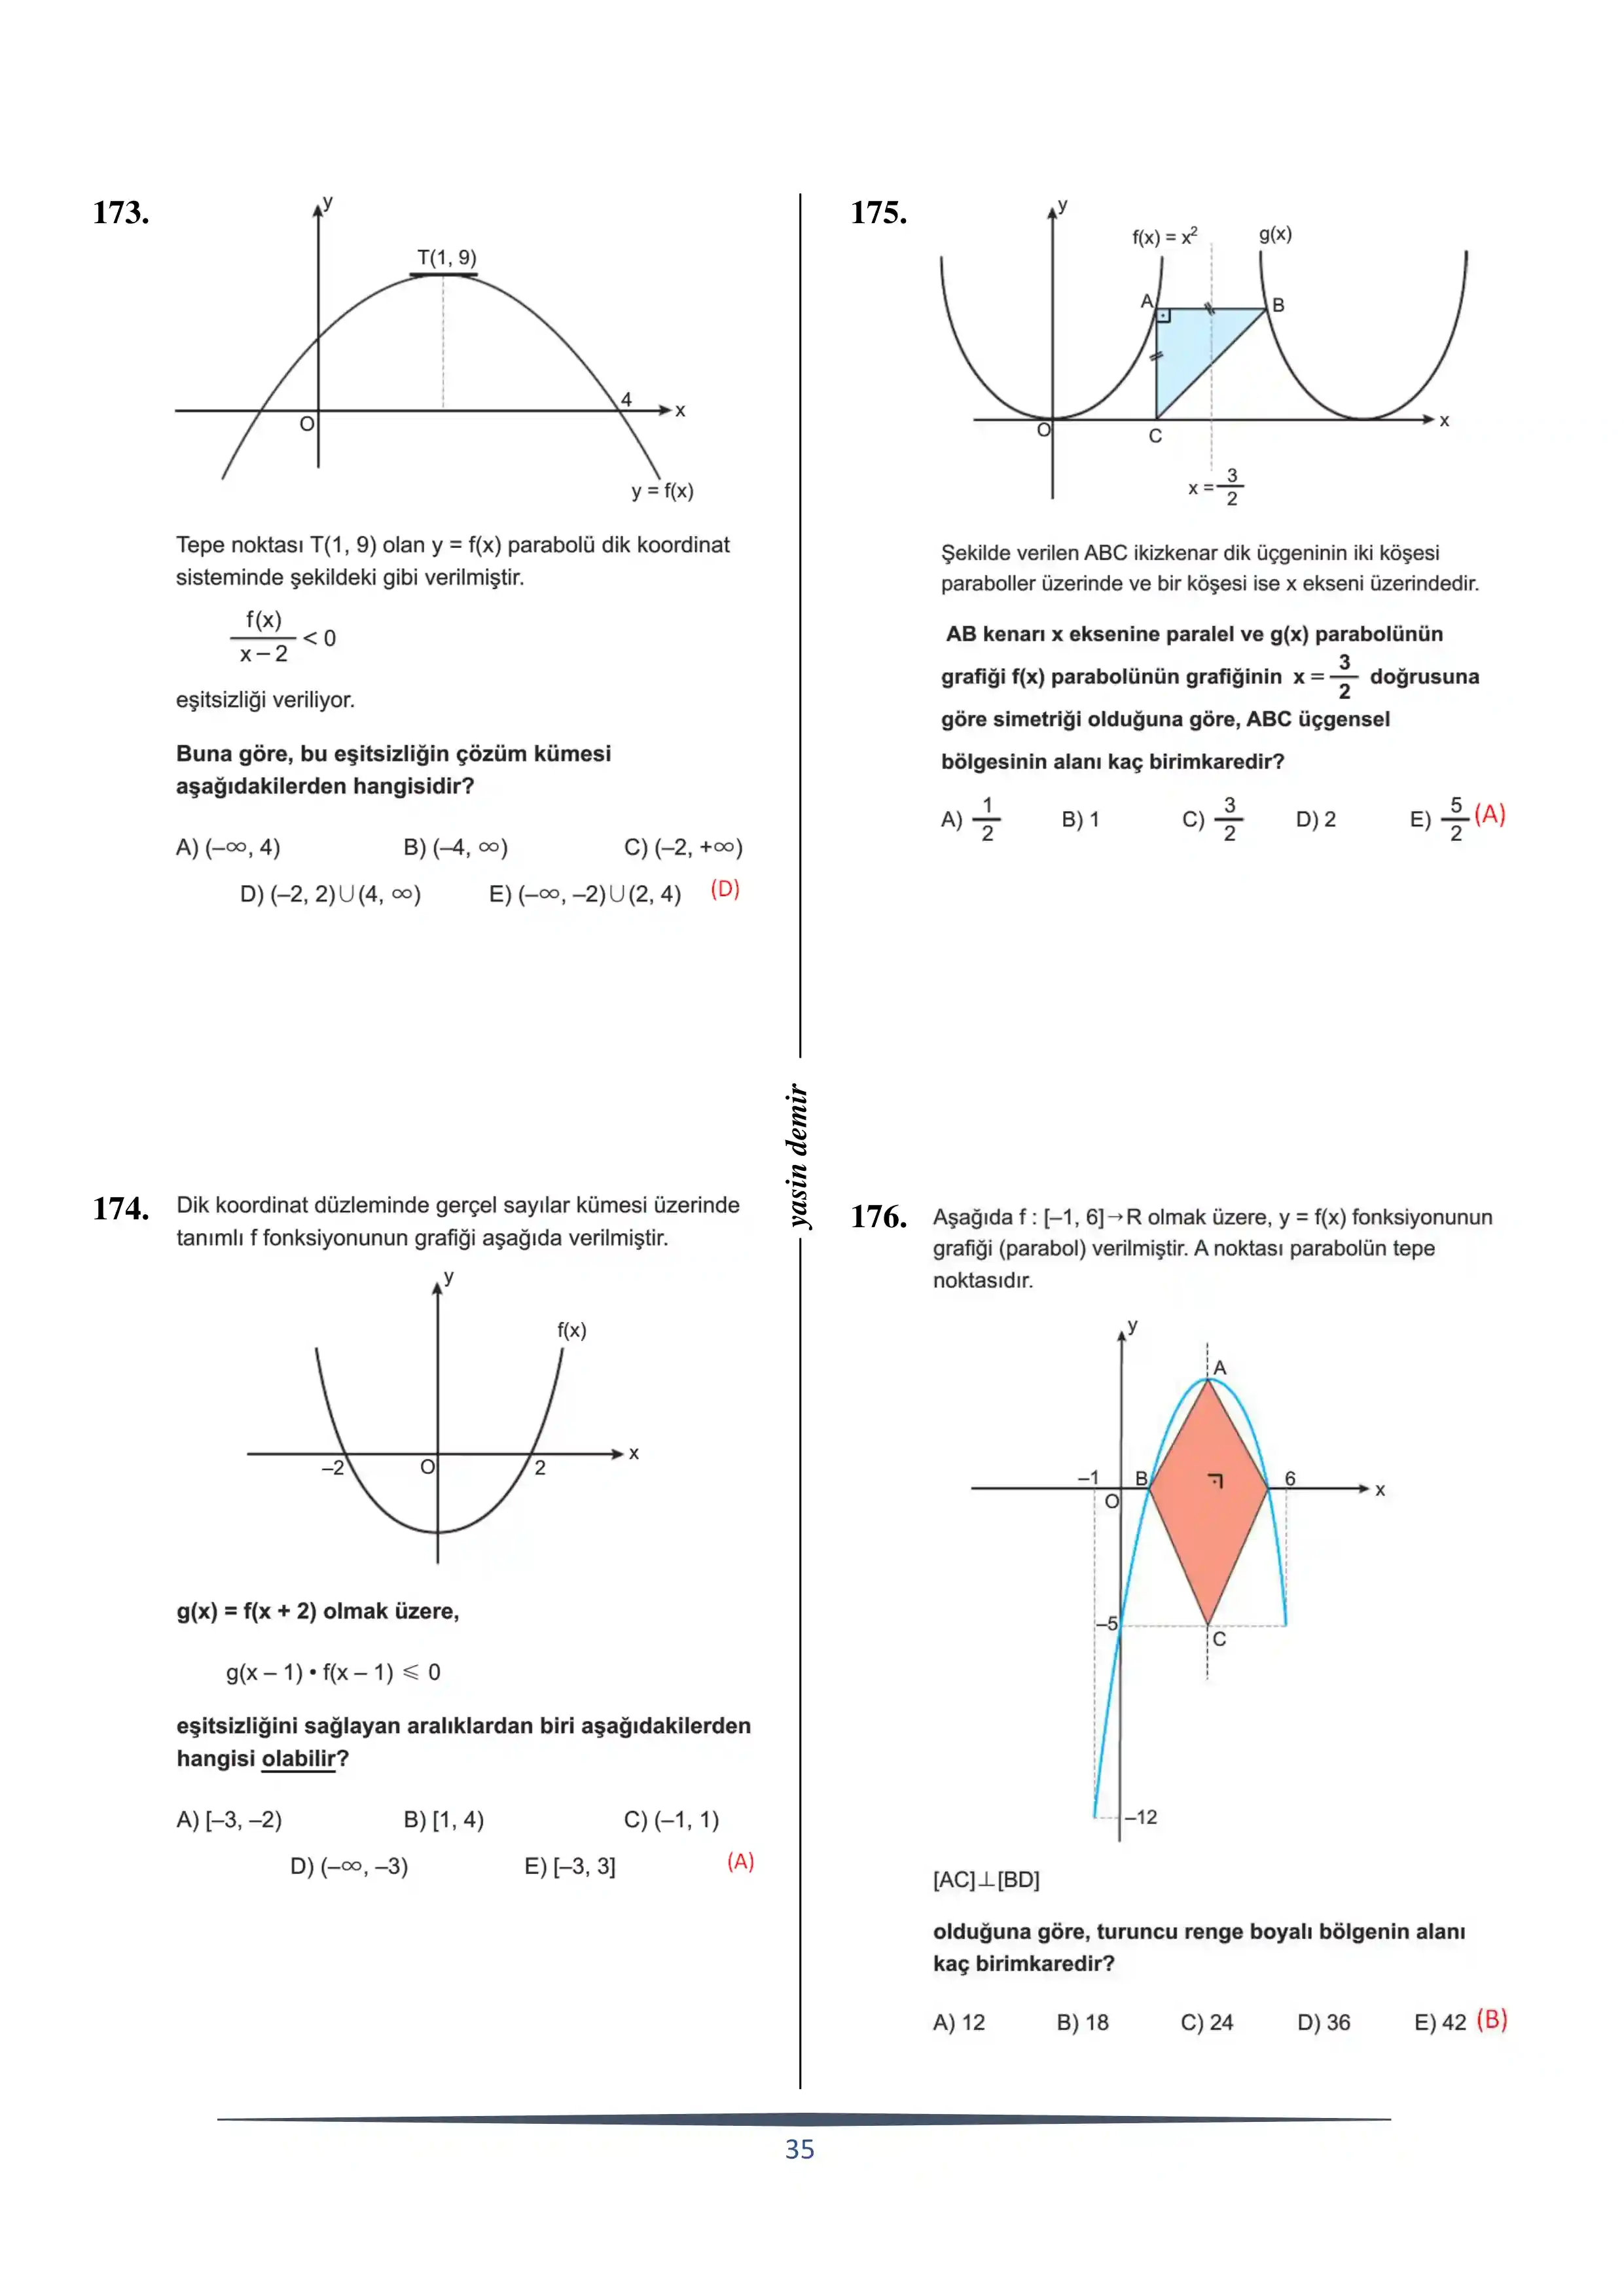 173.
y
T(1, 9)
4
x
O
y = f(x)
Tepe noktası T(1, 9) olan y = f(x) parabolü dik koordinat
sisteminde şekildeki gibi verilmiştir.
f(x)
x – 2
< 0
eşitsizliği veriliyor.
Buna göre, bu eşitsizliğin çözüm kümesi
aşağıdakilerden hangisidir?
A) (–∞, 4) B) (–4, ∞) C) (–2, +∞)
D) (–2, 2)∪(4, ∞) E) (–∞, –2)∪(2, 4) (D)
174. Dik koordinat düzleminde gerçel sayılar kümesi üzerinde
tanımlı f fonksiyonunun grafiği aşağıda verilmiştir.
y
f(x)
x
–2 O 2
g(x) = f(x + 2) olmak üzere,
g(x – 1) • f(x – 1) ⩽ 0
eşitsizliğini sağlayan aralıklardan biri aşağıdakilerden
hangisi olabilir?
A) [–3, –2) B) [1, 4) C) (–1, 1)
D) (–∞, –3) E) [–3, 3] (A)
yasin demir
175.
y
f(x) = x² g(x)
A B
x
O C
x = 3/2
Şekilde verilen ABC ikizkenar dik üçgeninin iki köşesi
paraboller üzerinde ve bir köşesi ise x ekseni üzerindedir.
AB kenarı x eksenine paralel ve g(x) parabolünün
grafiği f(x) parabolünün grafiğinin x = 3/2 doğrusuna
göre simetriği olduğuna göre, ABC üçgensel
bölgesinin alanı kaç birimkaredir?
A) 1/2 B) 1 C) 3/2 D) 2 E) 5/2 (A)
176. Aşağıda f : [–1, 6]→R olmak üzere, y = f(x) fonksiyonunun
grafiği (parabol) verilmiştir. A noktası parabolün tepe
noktasıdır.
y
A
–1 B 6
x
O
–5
C
–12
[AC]⊥[BD]
olduğuna göre, turuncu renge boyalı bölgenin alanı
kaç birimkaredir?
A) 12 B) 18 C) 24 D) 36 E) 42 (B)
35